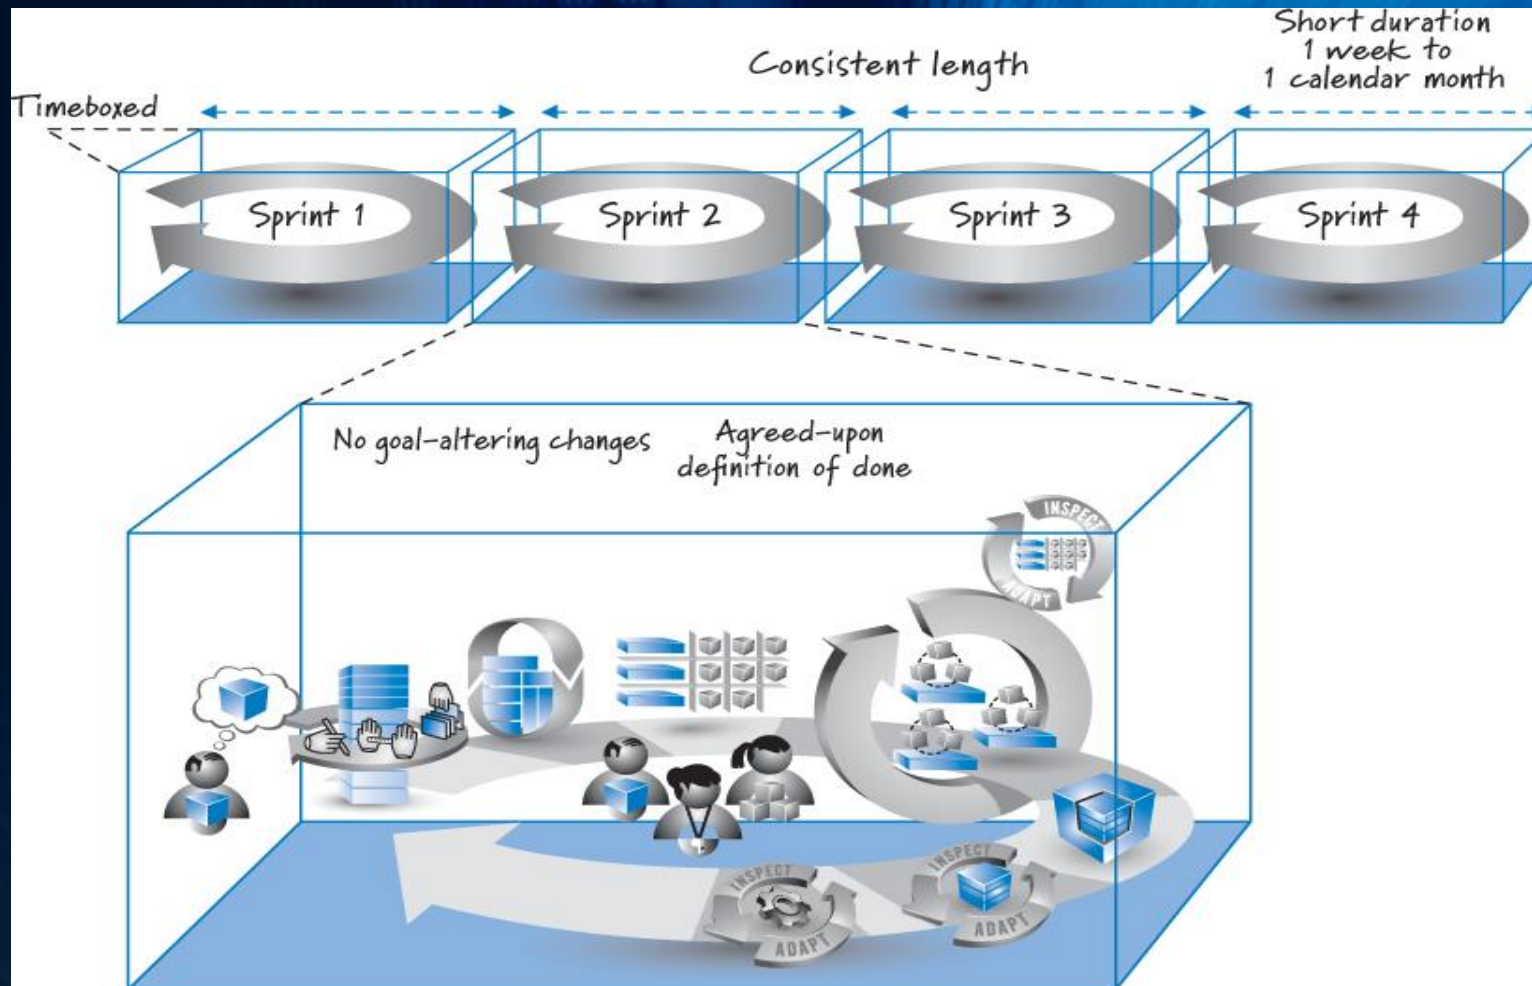 Short duration
1 week to
1 calendar month
Consistent length
Timeboxed
Sprint 1
Sprint 2
Sprint 3
Sprint 4
No goal-altering changes
Agreed-upon
definition of done
INSPECT
ADAPT
INSPECT
ADAPT
INSPECT
ADAPT